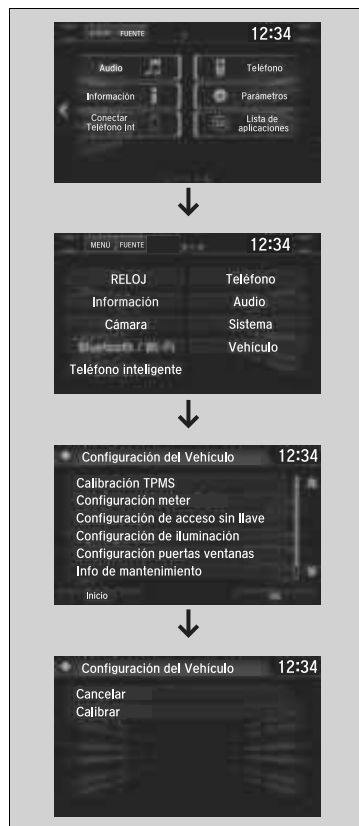 FUENTE
12:34
Audio
Teléfono
Información
Parámetros
Conectar
Teléfono Int
Lista de
aplicaciones
MENÚ FUENTE
12:34
RELOJ
Teléfono
Información
Audio
Cámara
Sistema
Vehículo
Teléfono inteligente
Configuración del Vehículo 12:34
Calibración TPMS
Configuración meter
Configuración de acceso sin llave
Configuración de iluminación
Configuración puertas ventanas
Info de mantenimiento
Inicio
Configuración del Vehículo 12:34
Cancelar
Calibrar